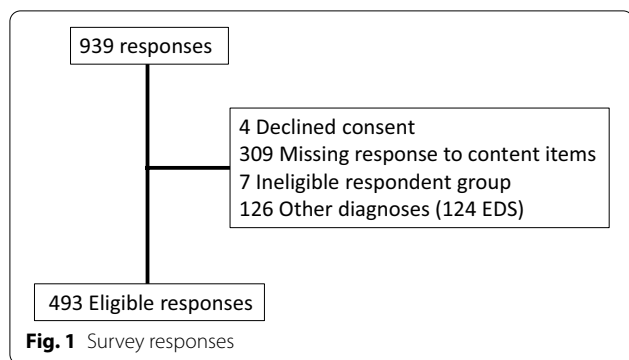 939 responses
4 Declined consent
309 Missing response to content items
7 Ineligible respondent group
126 Other diagnoses (124 EDS)
493 Eligible responses
Fig. 1 Survey responses